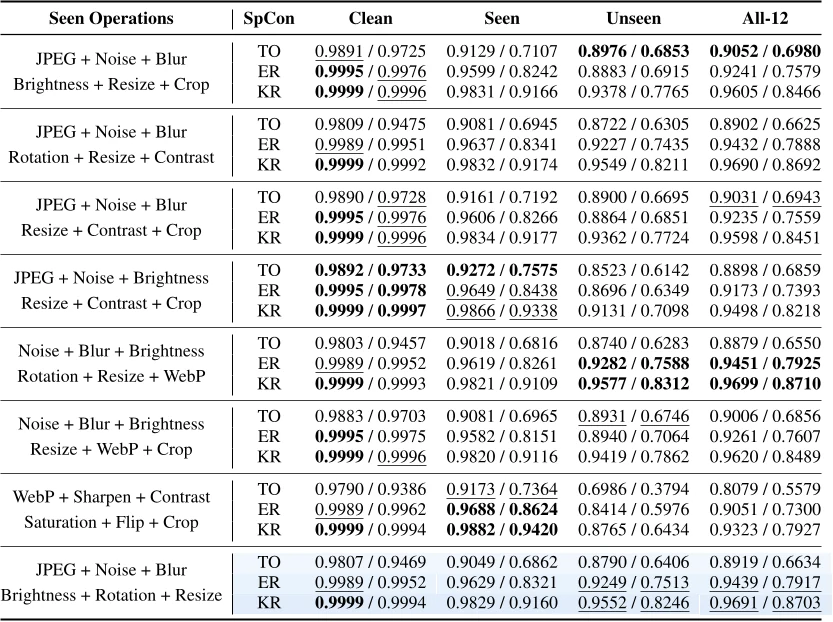 Seen Operations SpCon Clean Seen Unseen All-12
JPEG + Noise + Blur
Brightness + Resize + Crop
TO 0.9891 / 0.9725 0.9129 / 0.7107 0.8976 / 0.6853 0.9052 / 0.6980
ER 0.9995 / 0.9976 0.9599 / 0.8242 0.8883 / 0.6915 0.9241 / 0.7579
KR 0.9999 / 0.9996 0.9831 / 0.9166 0.9378 / 0.7765 0.9605 / 0.8466
JPEG + Noise + Blur
Rotation + Resize + Contrast
TO 0.9809 / 0.9475 0.9081 / 0.6945 0.8722 / 0.6305 0.8902 / 0.6625
ER 0.9989 / 0.9951 0.9637 / 0.8341 0.9227 / 0.7435 0.9432 / 0.7888
KR 0.9999 / 0.9992 0.9832 / 0.9174 0.9549 / 0.8211 0.9690 / 0.8692
JPEG + Noise + Blur
Resize + Contrast + Crop
TO 0.9890 / 0.9728 0.9161 / 0.7192 0.8900 / 0.6695 0.9031 / 0.6943
ER 0.9995 / 0.9976 0.9606 / 0.8266 0.8864 / 0.6851 0.9235 / 0.7559
KR 0.9999 / 0.9996 0.9834 / 0.9177 0.9362 / 0.7724 0.9598 / 0.8451
JPEG + Noise + Brightness
Resize + Contrast + Crop
TO 0.9892 / 0.9733 0.9272 / 0.7575 0.8523 / 0.6142 0.8898 / 0.6859
ER 0.9995 / 0.9978 0.9649 / 0.8438 0.8696 / 0.6349 0.9173 / 0.7393
KR 0.9999 / 0.9997 0.9866 / 0.9338 0.9131 / 0.7098 0.9498 / 0.8218
Noise + Blur + Brightness
Rotation + Resize + WebP
TO 0.9803 / 0.9457 0.9018 / 0.6816 0.8740 / 0.6283 0.8879 / 0.6550
ER 0.9989 / 0.9952 0.9619 / 0.8261 0.9282 / 0.7588 0.9451 / 0.7925
KR 0.9999 / 0.9993 0.9821 / 0.9109 0.9577 / 0.8312 0.9699 / 0.8710
Noise + Blur + Brightness
Resize + WebP + Crop
TO 0.9883 / 0.9703 0.9081 / 0.6965 0.8931 / 0.6746 0.9006 / 0.6856
ER 0.9995 / 0.9975 0.9582 / 0.8151 0.8940 / 0.7064 0.9261 / 0.7607
KR 0.9999 / 0.9996 0.9820 / 0.9116 0.9419 / 0.7862 0.9620 / 0.8489
WebP + Sharpen + Contrast
Saturation + Flip + Crop
TO 0.9790 / 0.9386 0.9173 / 0.7364 0.6986 / 0.3794 0.8079 / 0.5579
ER 0.9989 / 0.9962 0.9688 / 0.8624 0.8414 / 0.5976 0.9051 / 0.7300
KR 0.9999 / 0.9994 0.9882 / 0.9420 0.8765 / 0.6434 0.9323 / 0.7927
JPEG + Noise + Blur
Brightness + Rotation + Resize
TO 0.9807 / 0.9469 0.9049 / 0.6862 0.8790 / 0.6406 0.8919 / 0.6634
ER 0.9989 / 0.9952 0.9629 / 0.8321 0.9249 / 0.7513 0.9439 / 0.7917
KR 0.9999 / 0.9994 0.9829 / 0.9160 0.9552 / 0.8246 0.9691 / 0.8703